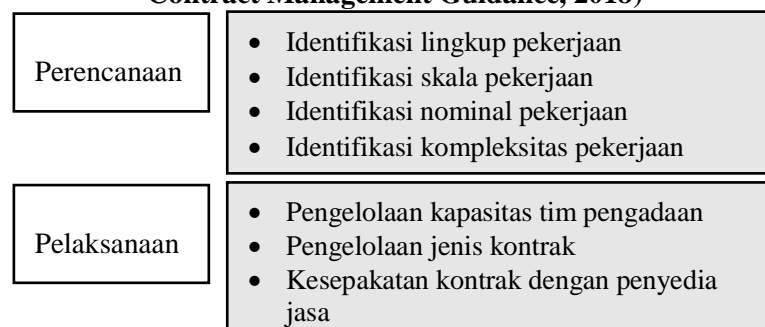 Contract Management Guidance, 2018)
Perencanaan
• Identifikasi lingkup pekerjaan
• Identifikasi skala pekerjaan
• Identifikasi nominal pekerjaan
• Identifikasi kompleksitas pekerjaan
Pelaksanaan
• Pengelolaan kapasitas tim pengadaan
• Pengelolaan jenis kontrak
• Kesepakatan kontrak dengan penyedia
jasa